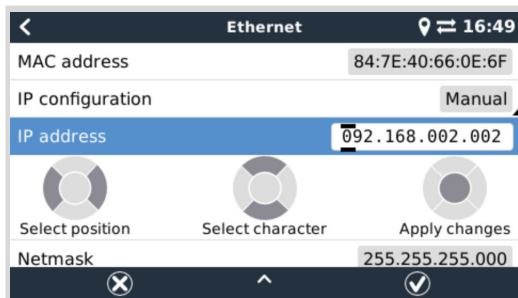 Ethernet 16:49
MAC address 84:7E:40:66:0E:6F
IP configuration Manual
IP address 092.168.002.002
Select position Select character Apply changes
Netmask 255.255.255.000